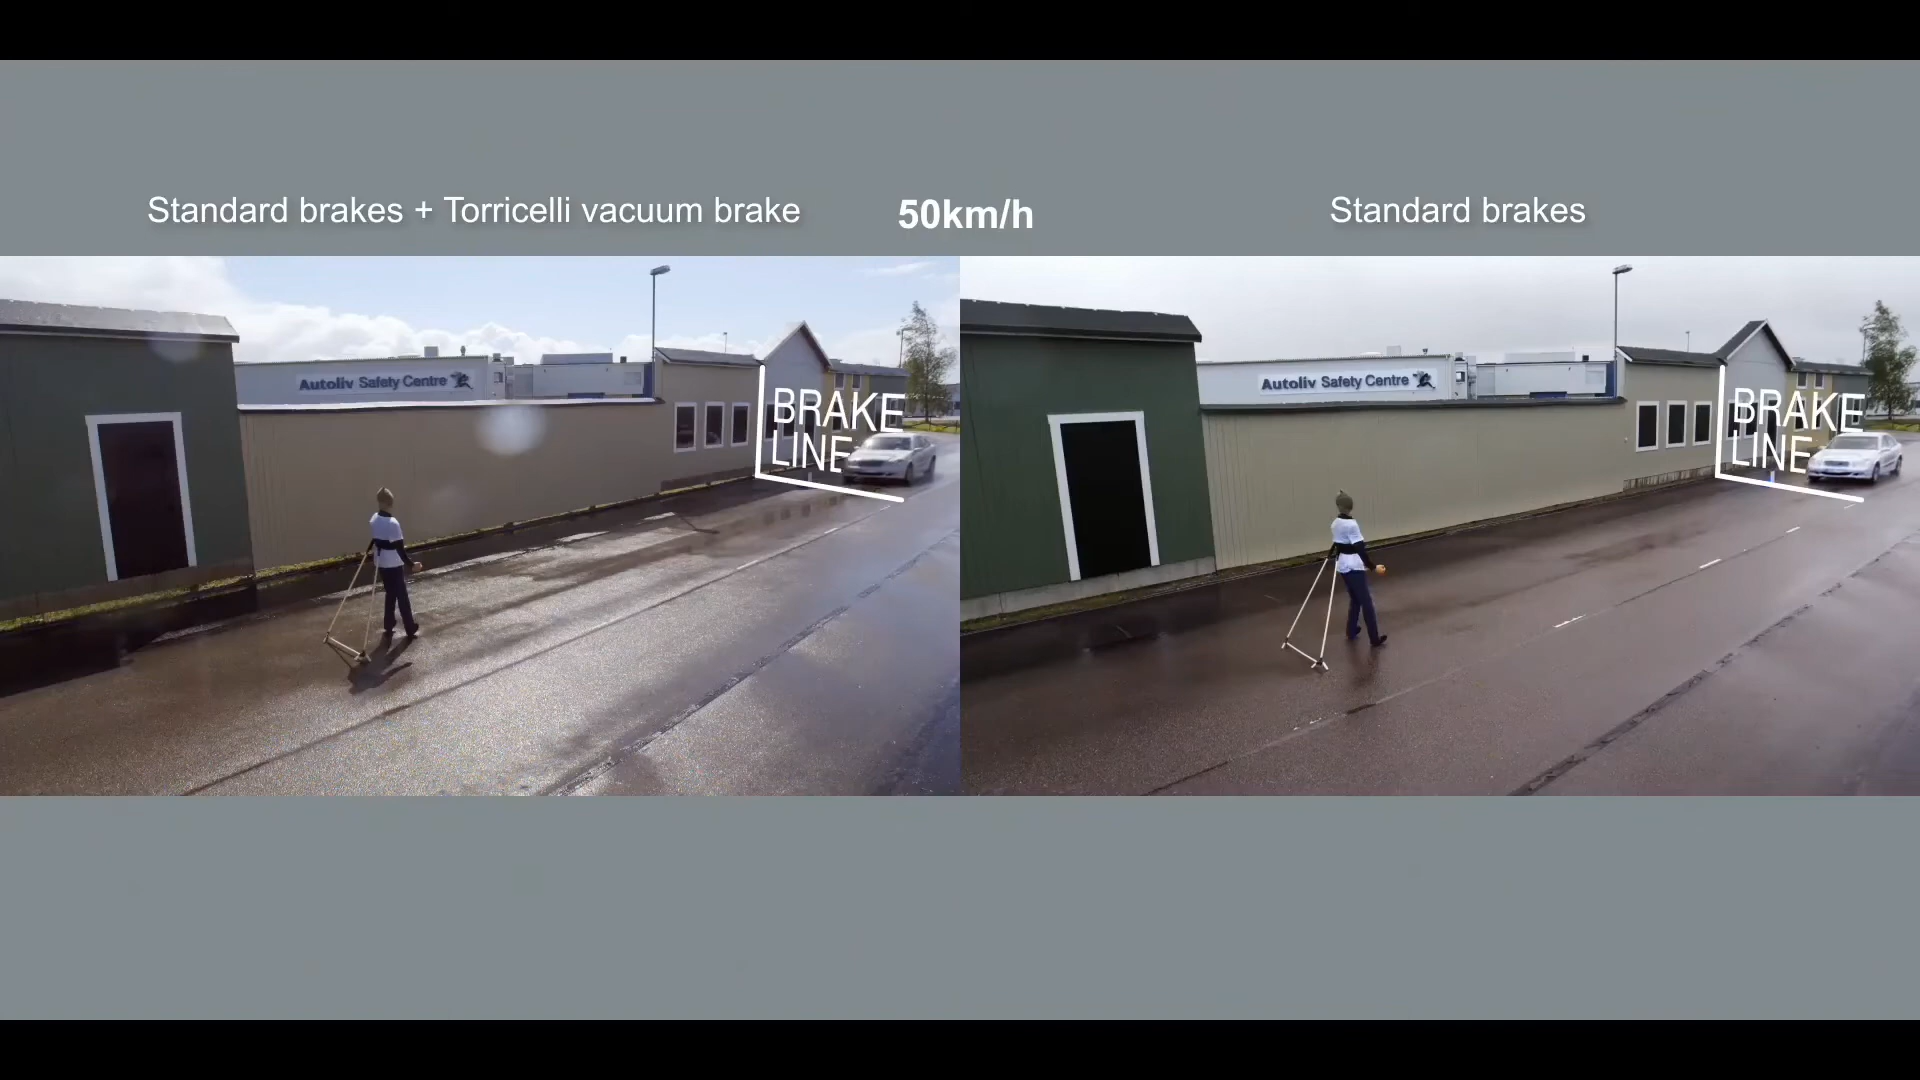 Standard brakes + Torricelli vacuum brake
50km/h
Standard brakes
Autoliv Safety Centre
BRAKE
LINE
Autoliv Safety Centre
BRAKE
LINE